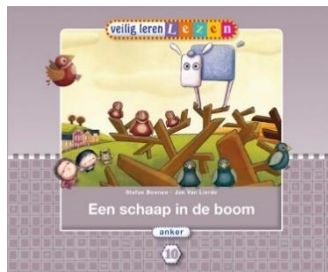 veilig leren Lezen
Stefan Boonen - Jan Van Lierde
Een schaap in de boom
anker
10